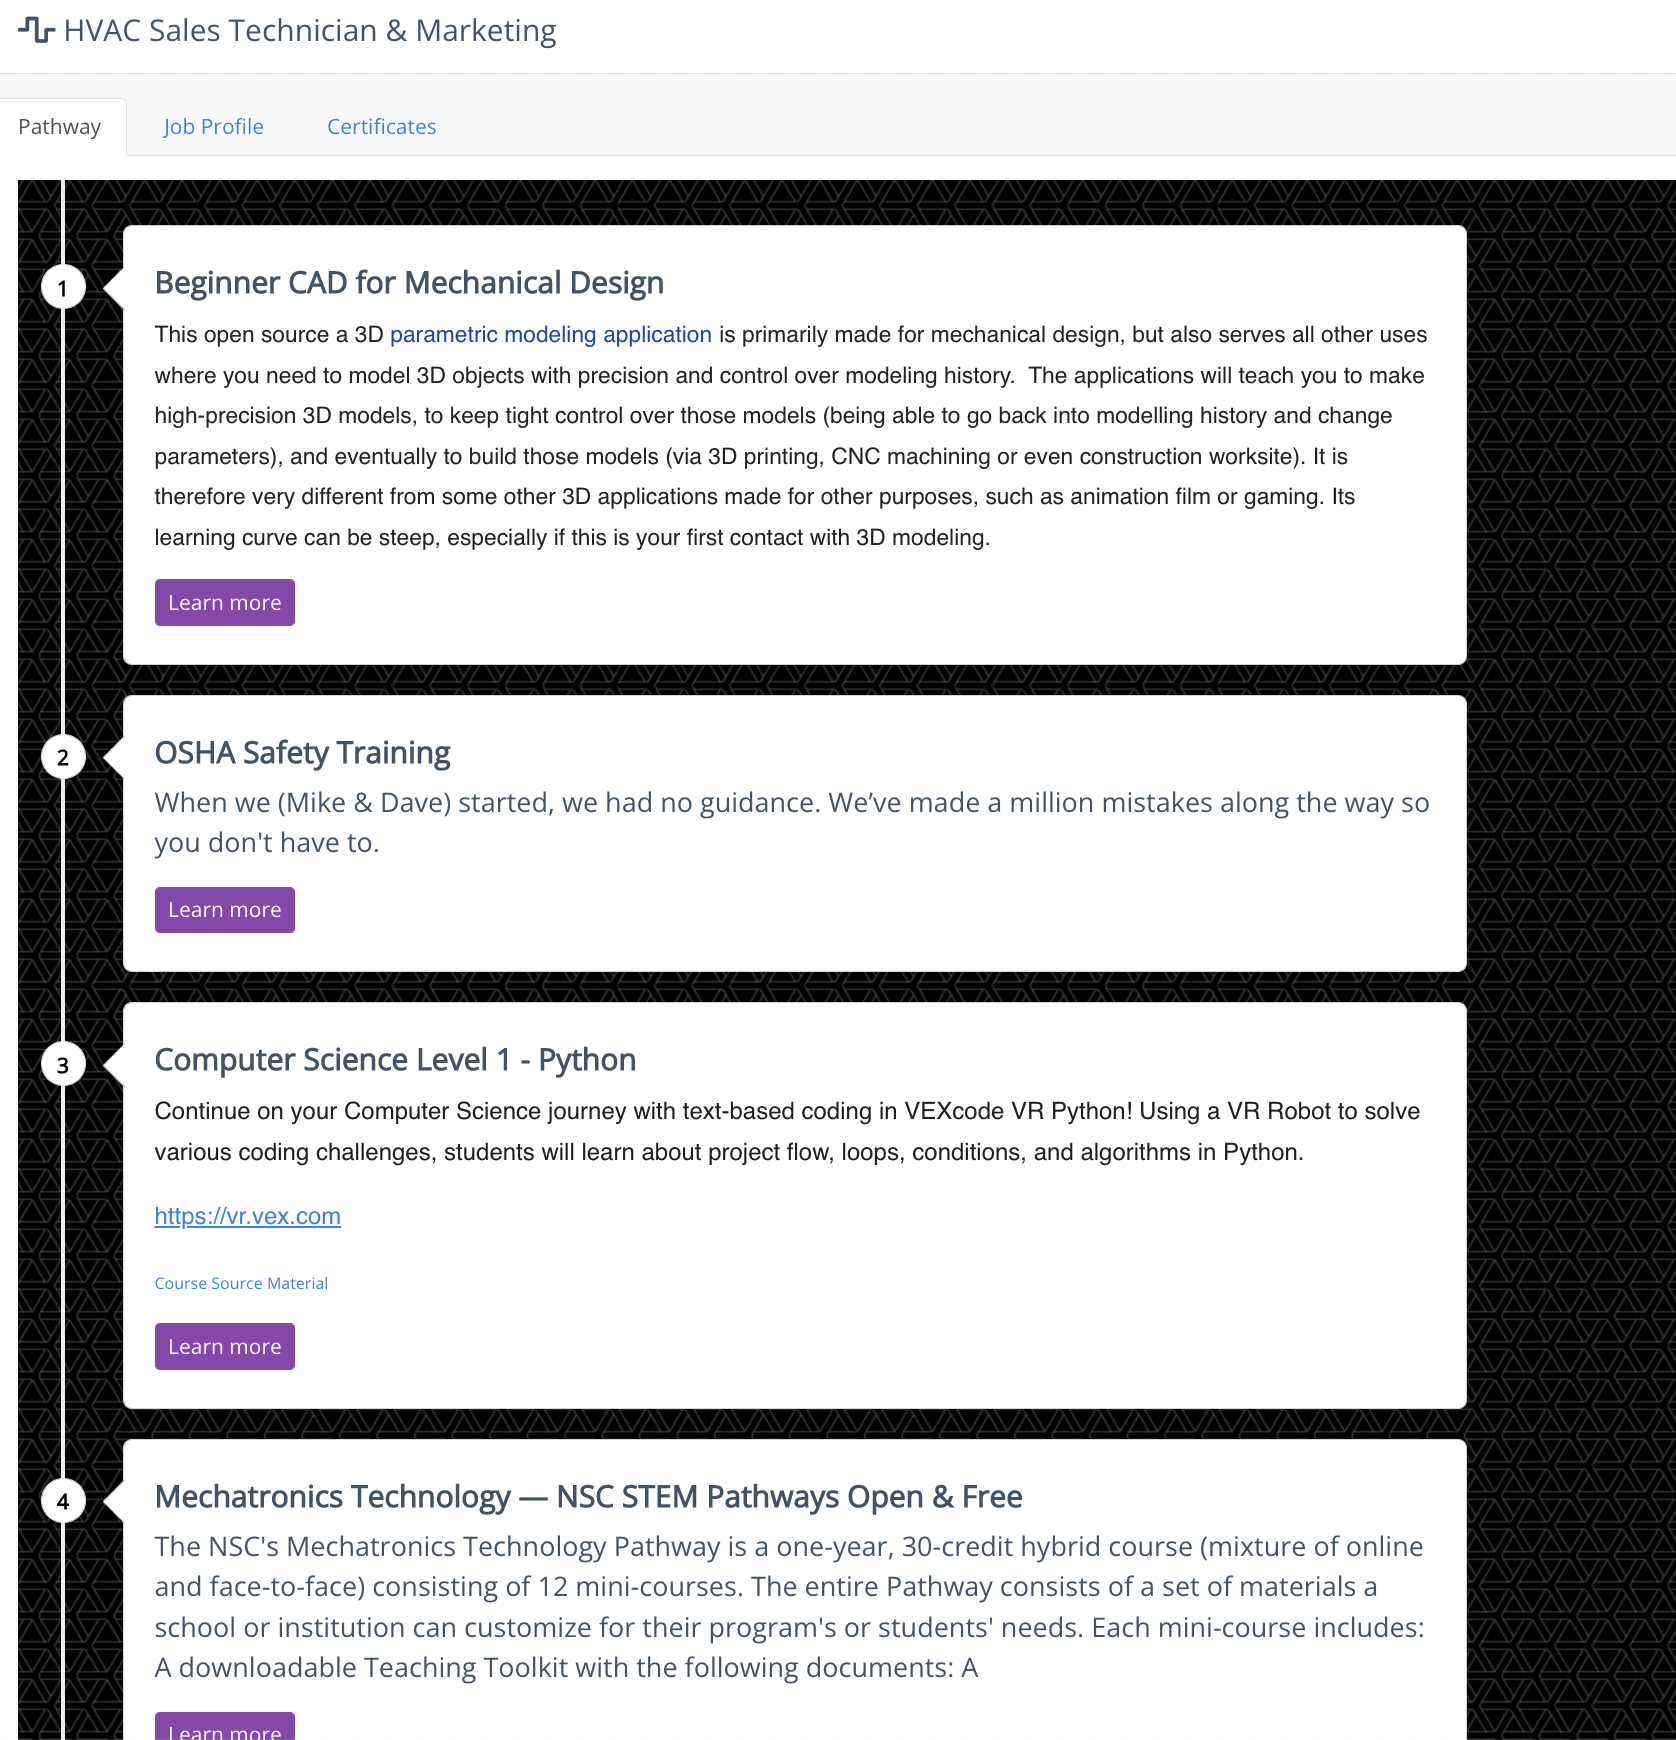 HVAC Sales Technician & Marketing
Pathway
Job Profile
Certificates
1
Beginner CAD for Mechanical Design
This open source a 3D parametric modeling application is primarily made for mechanical design, but also serves all other uses
where you need to model 3D objects with precision and control over modeling history.  The applications will teach you to make
high-precision 3D models, to keep tight control over those models (being able to go back into modelling history and change
parameters), and eventually to build those models (via 3D printing, CNC machining or even construction worksite). It is
therefore very different from some other 3D applications made for other purposes, such as animation film or gaming. Its
learning curve can be steep, especially if this is your first contact with 3D modeling.
Learn more
2
OSHA Safety Training
When we (Mike & Dave) started, we had no guidance. We’ve made a million mistakes along the way so
you don't have to.
Learn more
3
Computer Science Level 1 - Python
Continue on your Computer Science journey with text-based coding in VEXcode VR Python! Using a VR Robot to solve
various coding challenges, students will learn about project flow, loops, conditions, and algorithms in Python.
https://vr.vex.com
Course Source Material
Learn more
4
Mechatronics Technology — NSC STEM Pathways Open & Free
The NSC's Mechatronics Technology Pathway is a one-year, 30-credit hybrid course (mixture of online
and face-to-face) consisting of 12 mini-courses. The entire Pathway consists of a set of materials a
school or institution can customize for their program's or students' needs. Each mini-course includes:
A downloadable Teaching Toolkit with the following documents: A
Learn more